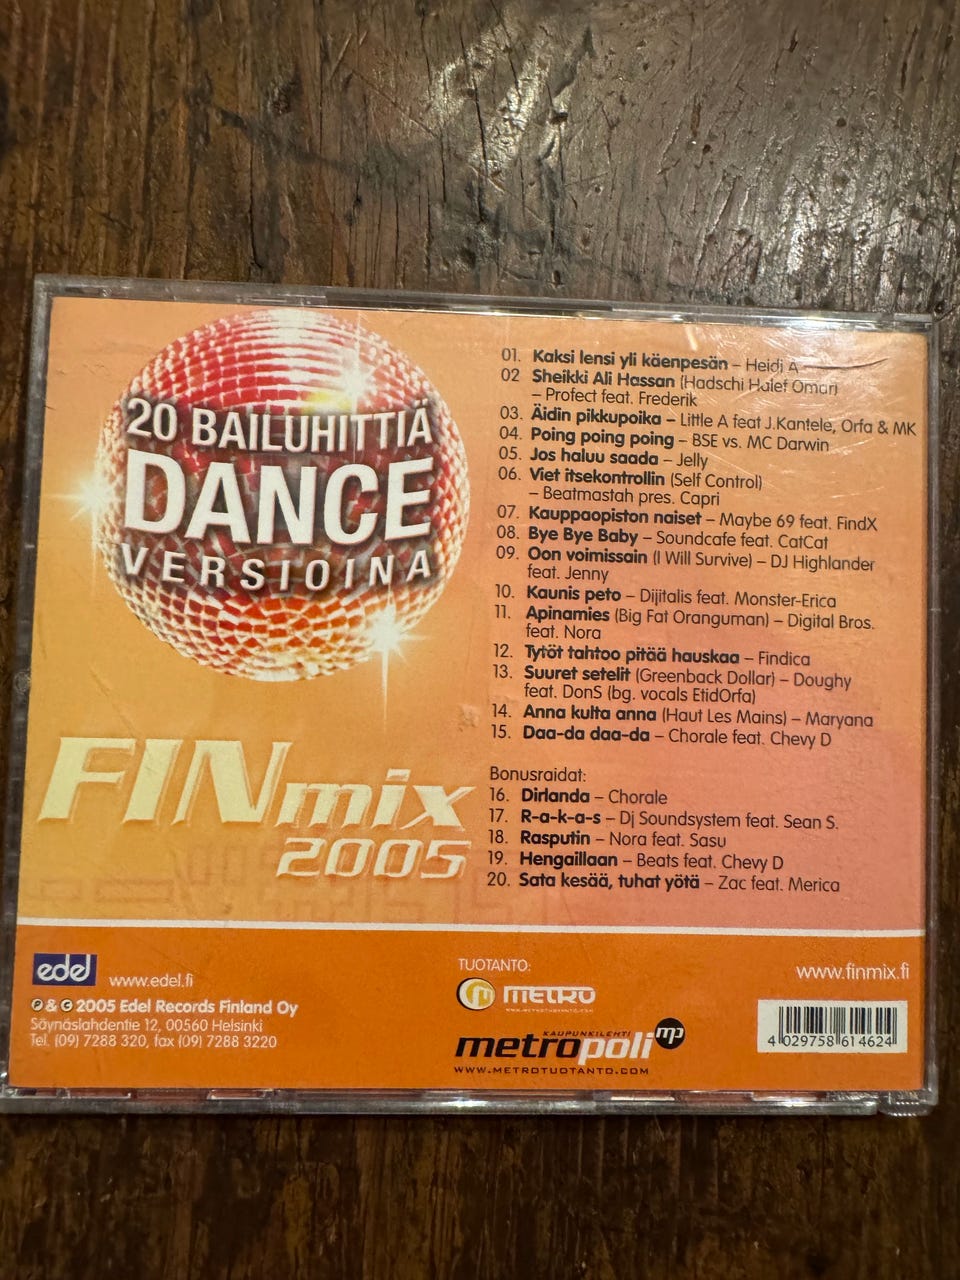 20 BAILUHITTIÄ
DANCE
VERSIOINA
FINmix
2005
01. Kaksi lensi yli käenpesän – Heidi A
02 Sheikki Ali Hassan (Hadschi Halef Omar)
– Profect feat. Frederik
03. Äidin pikkupoika – Little A feat J.Kantele, Orfa & MK
04. Poing poing poing – BSE vs. MC Darwin
05. Jos haluu saada – Jelly
06. Viet itsekontrollin (Self Control)
– Beatmastah pres. Capri
07. Kauppaopiston naiset – Maybe 69 feat. FindX
08. Bye Bye Baby – Soundcafe feat. CatCat
09. Oon voimissain (I Will Survive) – DJ Highlander
feat. Jenny
10. Kaunis peto – Dijitalis feat. Monster-Erica
11. Apinamies (Big Fat Oranguman) – Digital Bros.
feat. Nora
12. Tytöt tahtoo pitää hauskaa – Findica
13. Suuret setelit (Greenback Dollar) – Doughy
feat. DonS (bg. vocals EtidOrfa)
14. Anna kulta anna (Haut Les Mains) – Maryana
15. Daa-da daa-da – Chorale feat. Chevy D
Bonusraidat:
16. Dirlanda – Chorale
17. R-a-k-a-s – Dj Soundsystem feat. Sean S.
18. Rasputin – Nora feat. Sasu
19. Hengaillaan – Beats feat. Chevy D
20. Sata kesää, tuhat yötä – Zac feat. Merica
edel www.edel.fi
℗ & © 2005 Edel Records Finland Oy
Säynäslahdentie 12, 00560 Helsinki
Tel. (09) 7288 320, fax (09) 7288 3220
TUOTANTO:
m METRO
WWW.METROTUOTANTO.COM
KAUPUNKILEHTI
metropoli mp
WWW.METROTUOTANTO.COM
www.finmix.fi
4 029758 614624